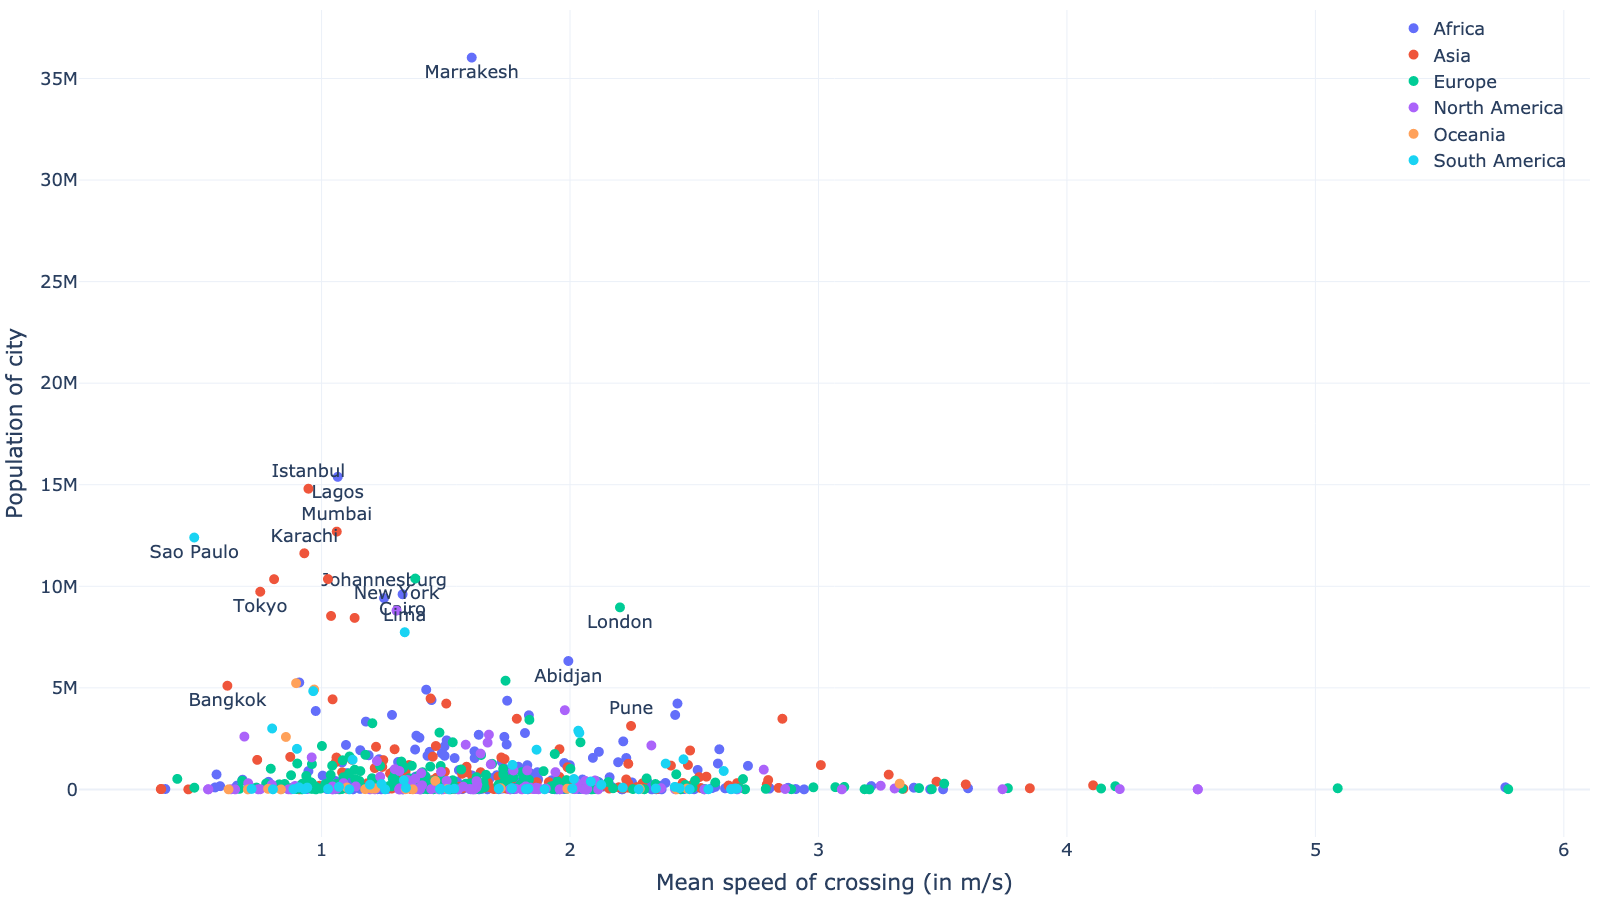 Africa
Asia
Europe
North America
Oceania
South America
Population of city
35M
30M
25M
20M
15M
10M
5M
0
Marrakesh
Istanbul
Lagos
Mumbai
Karachi
Sao Paulo
Johannesburg
New York
Tokyo
Cairo
Lima
London
Abidjan
Bangkok
Pune
1
2
3
4
5
6
Mean speed of crossing (in m/s)